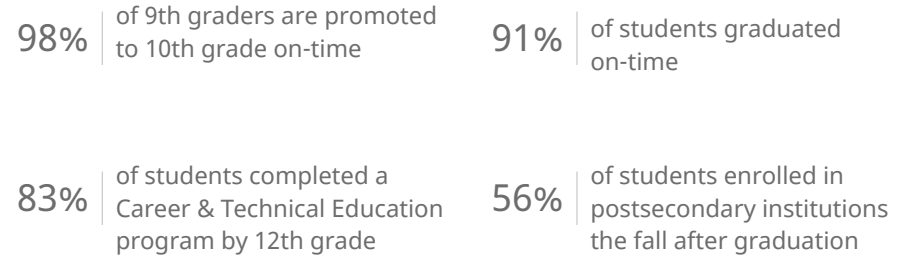 98%
of 9th graders are promoted
to 10th grade on-time
91%
of students graduated
on-time
83%
of students completed a
Career & Technical Education
program by 12th grade
56%
of students enrolled in
postsecondary institutions
the fall after graduation